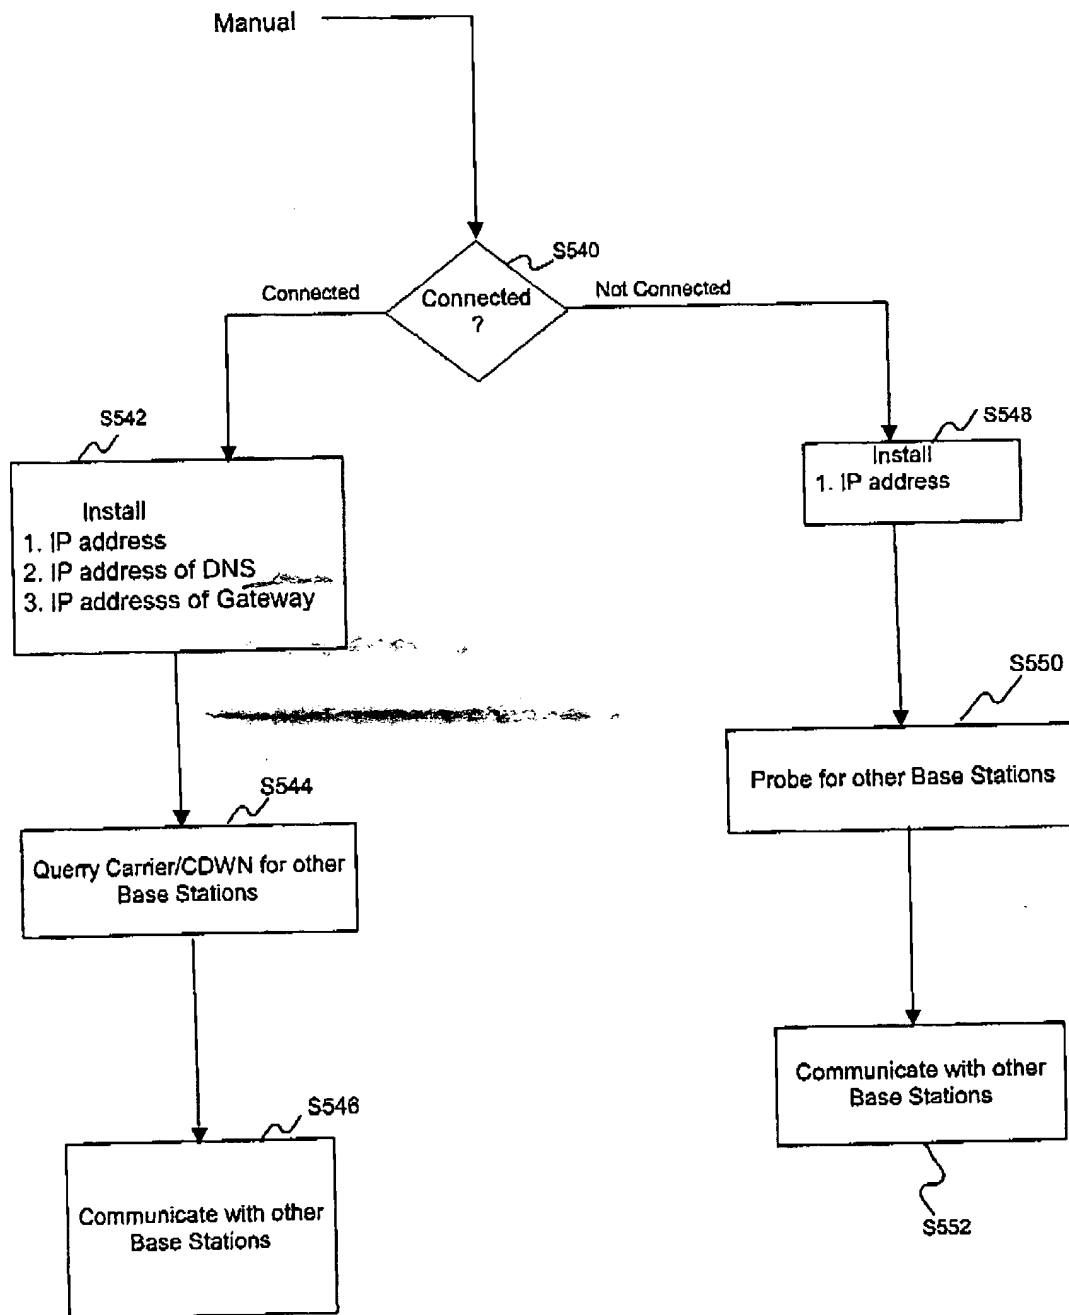 Manual
S540
Connected
Connected
?
Not Connected
S542
Install
1. IP address
2. IP address of DNS
3. IP addresss of Gateway
S548
Install
1. IP address
S550
Probe for other Base Stations
S544
Querry Carrier/CDWN for other
Base Stations
Communicate with other
Base Stations
S552
S546
Communicate with other
Base Stations